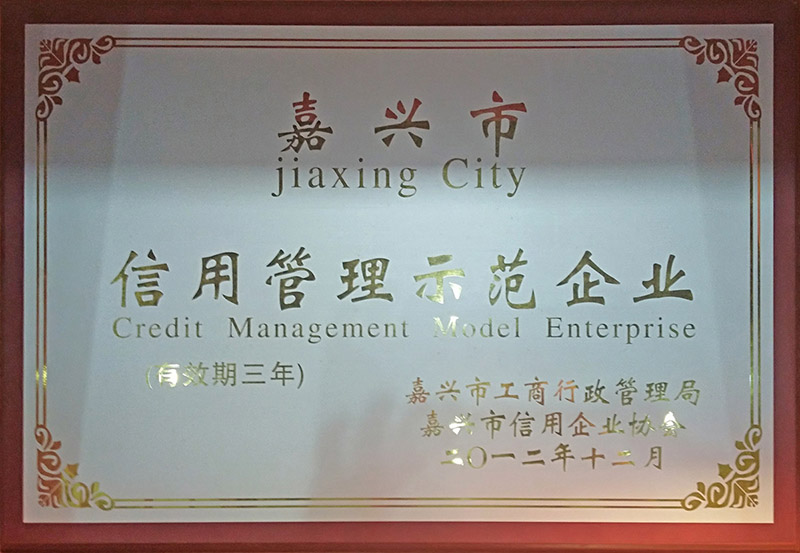 嘉兴市
jiaxing City
信用管理示范企业
Credit Management Model Enterprise
(有效期三年)
嘉兴市工商行政管理局
嘉兴市信用企业协会
二〇一二年十二月